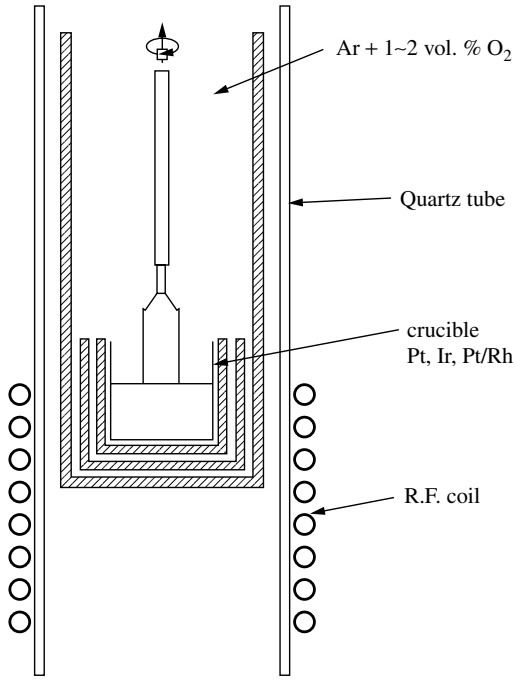 Ar + 1~2 vol. % O₂
Quartz tube
crucible
Pt, Ir, Pt/Rh
R.F. coil